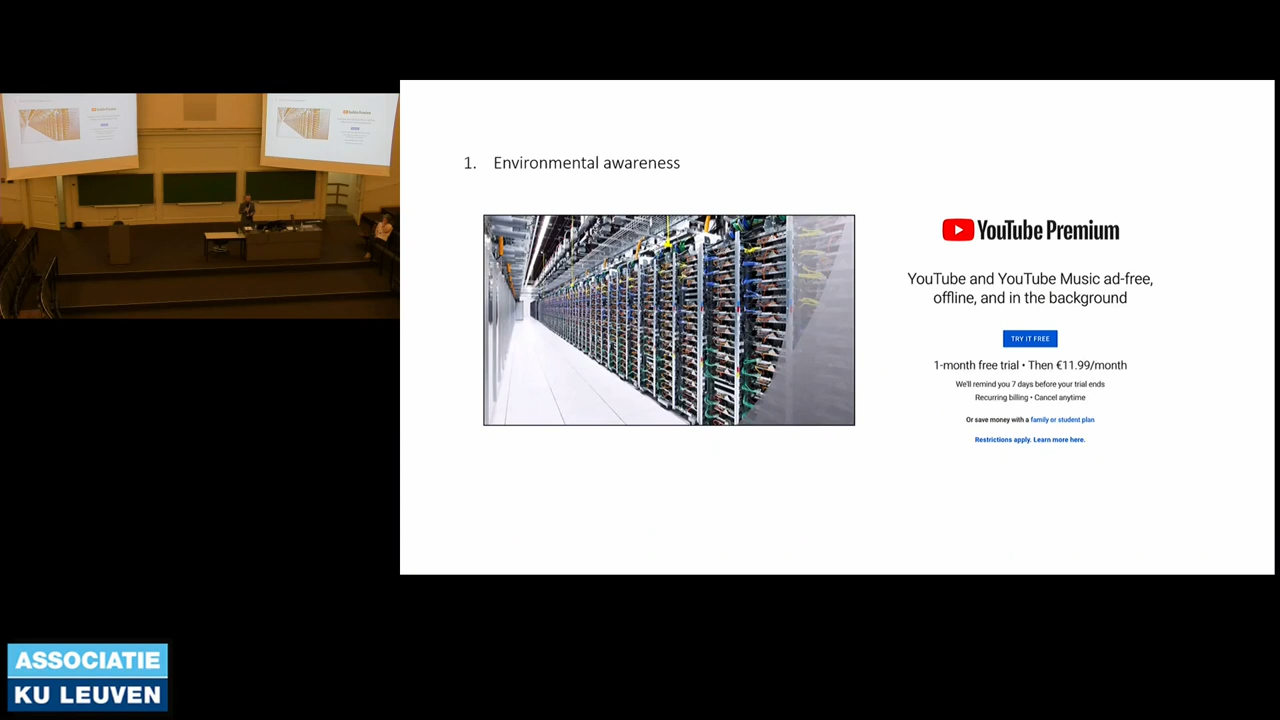 1. Environmental awareness
YouTube Premium
YouTube and YouTube Music ad-free,
offline, and in the background
TRY IT FREE
1-month free trial • Then €11.99/month
We'll remind you 7 days before your trial ends
Recurring billing • Cancel anytime
Or save money with a family or student plan
Restrictions apply. Learn more here.
ASSOCIATIE
KU LEUVEN